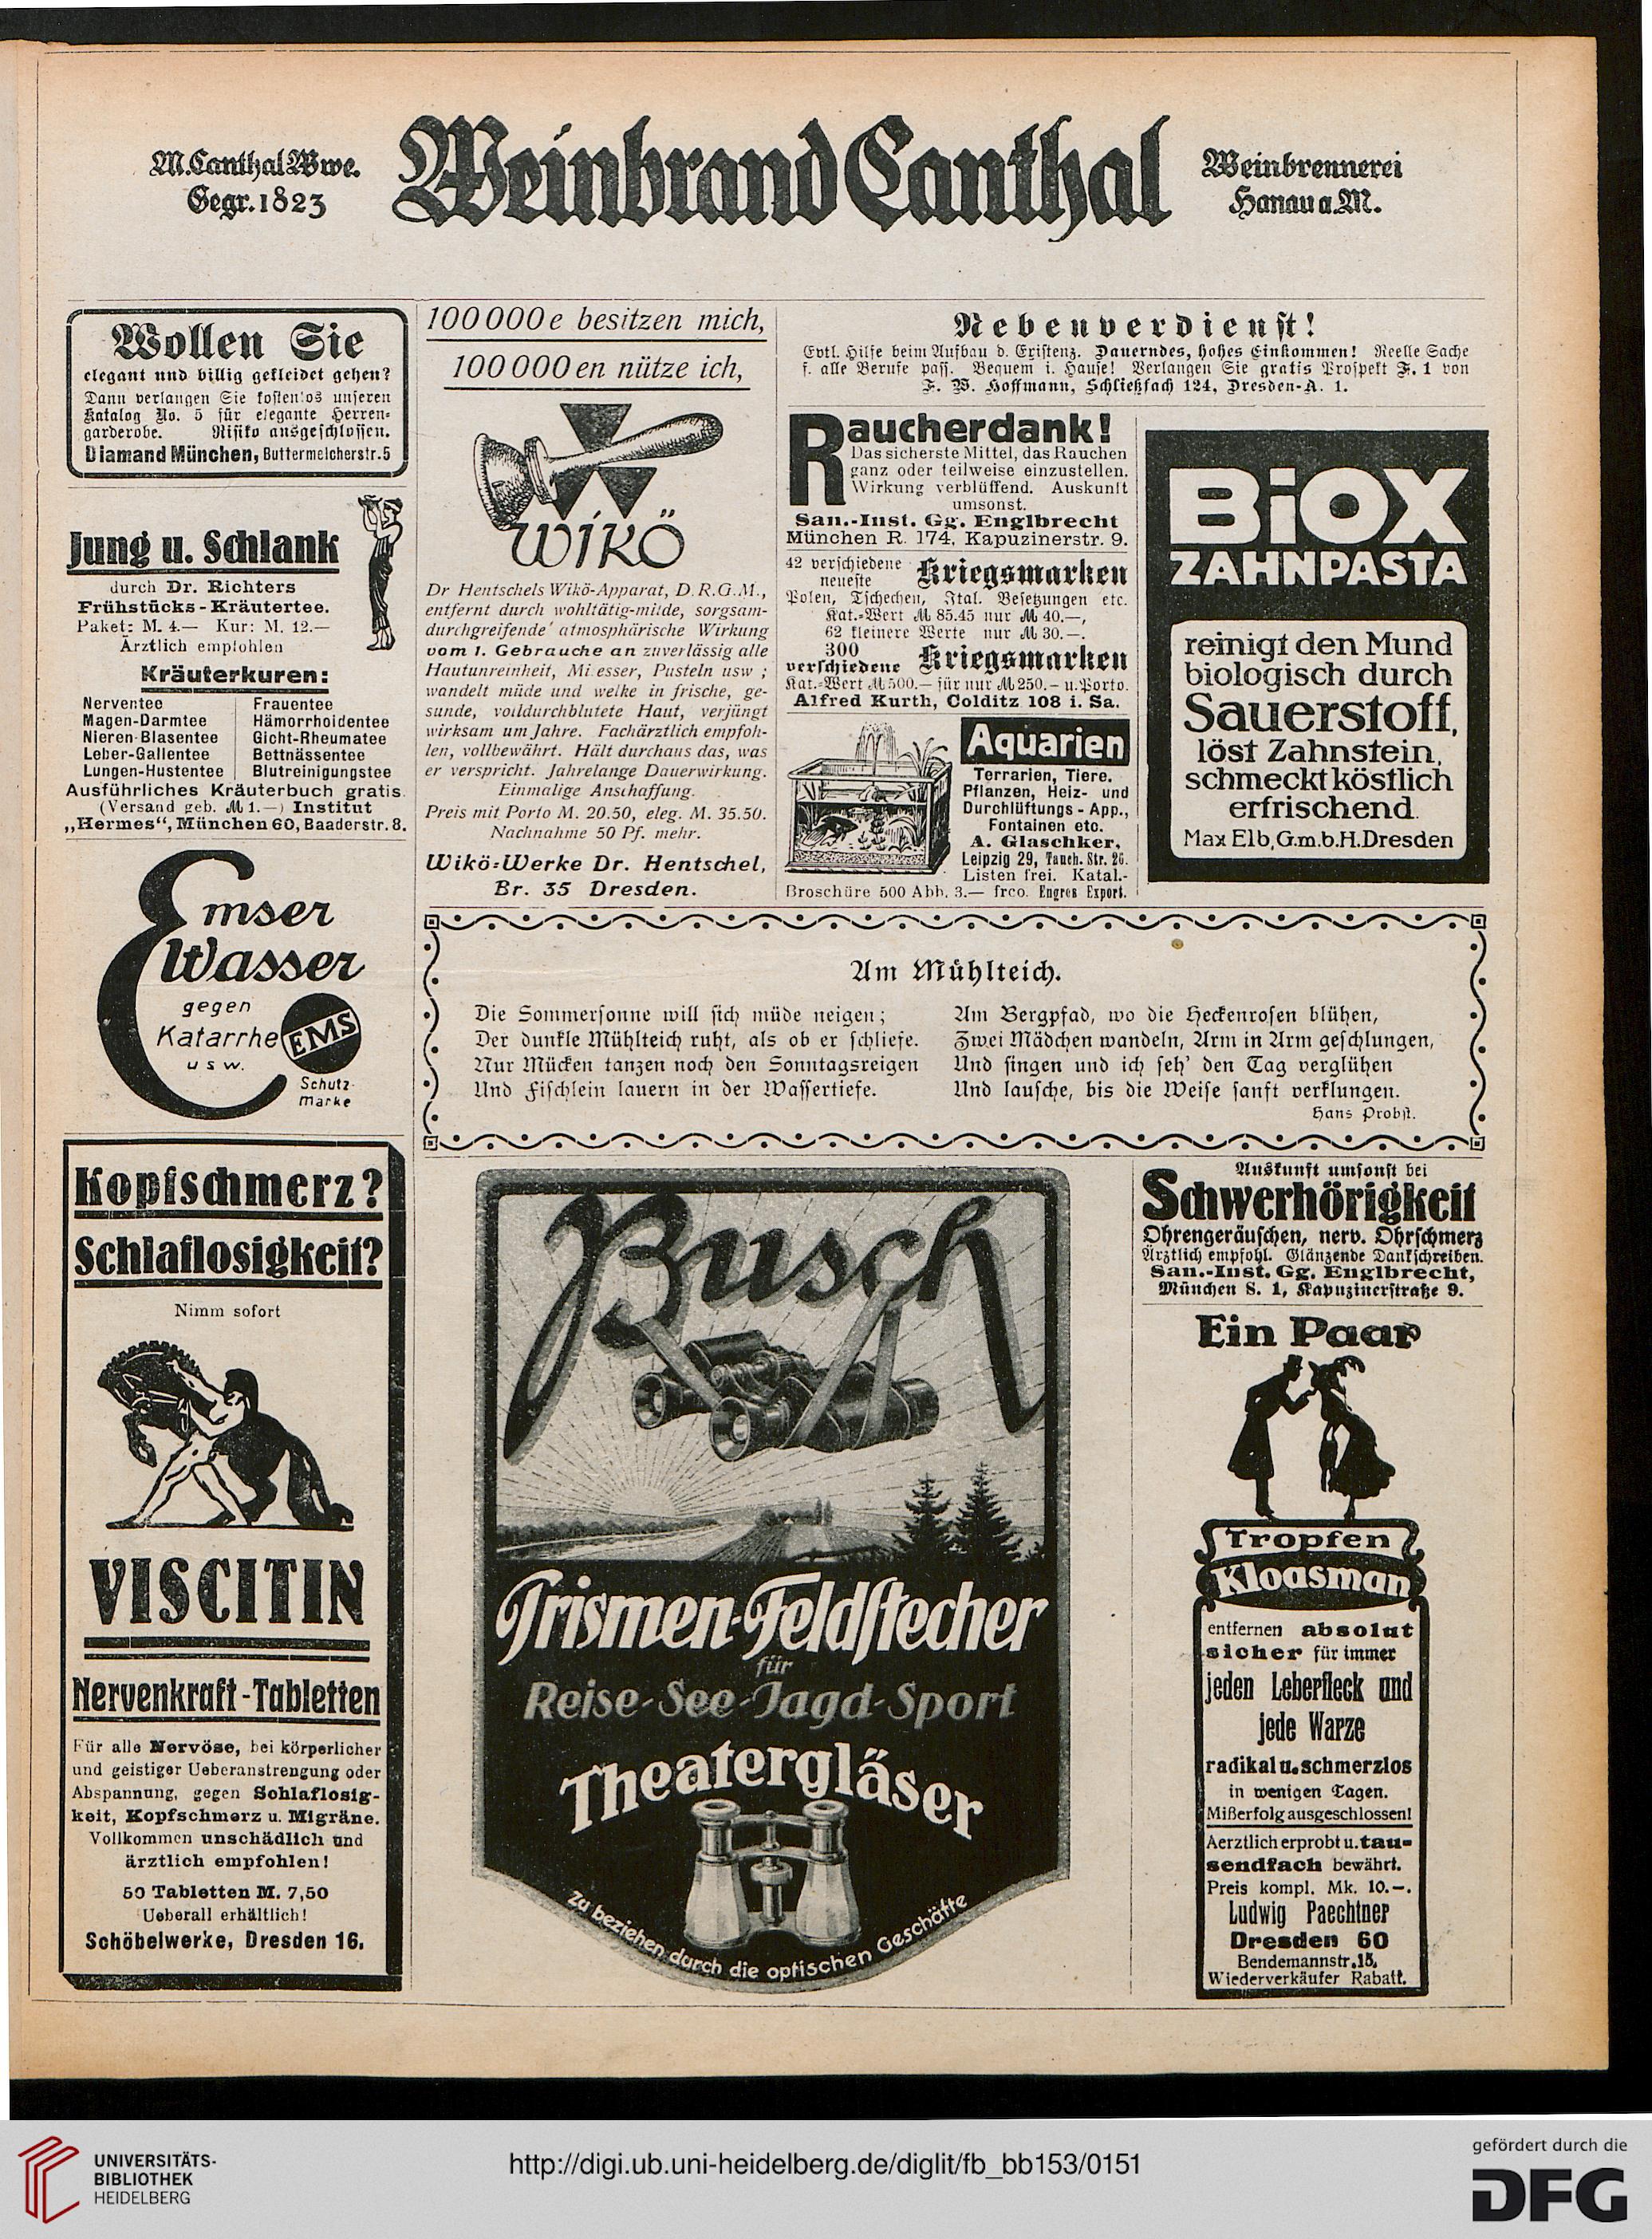 M. Canthal Wwe.
Gegr. 1823
Weinbrand Canthal
Weinbrennerei
Hanau a. M.
Wollen Sie
elegant und billig gekleidet gehen?
Dann verlangen Sie kostenlos unseren
Katalog No. 5 für elegante Herren-
garderobe. Risiko ausgeschlossen.
Diamand München, Buttermelcherstr. 5
Jung u. Schlank
durch Dr. Richters
Frühstücks-Kräutertee.
Paket: M. 4.— Kur: M. 12.—
Ärztlich empfohlen
Kräuterkuren:
Nerventee
Magen-Darmtee
Nieren-Blasentee
Leber-Gallentee
Lungen-Hustentee
Frauentee
Hämorrhoidentee
Gicht-Rheumatee
Bettnässentee
Blutreinigungstee
Ausführliches Kräuterbuch gratis.
(Versand geb. M 1.—) Institut
„Hermes“, München 60, Baaderstr. 8.
Emser
Wasser
gegen
Katarrhe
usw.
EMS
Schutz-
marke
Kopfschmerz?
Schlaflosigkeit?
Nimm sofort
VISCITIN
Nervenkraft-Tabletten
Für alle Nervöse, bei körperlicher
und geistiger Ueberanstrengung oder
Abspannung, gegen Schlaflosig-
keit, Kopfschmerz u. Migräne.
Vollkommen unschädlich und
ärztlich empfohlen!
50 Tabletten M. 7,50
Ueberall erhältlich!
Schöbelwerke, Dresden 16.
100 000 e besitzen mich,
100 000 en nütze ich,
WIKÖ
Dr Hentschels Wikö-Apparat, D.R.G.M.,
entfernt durch wohltätig-milde, sorgsam-
durchgreifende atmosphärische Wirkung
vom 1. Gebrauche an zuverlässig alle
Hautunreinheit, Mitesser, Pusteln usw;
wandelt müde und welke in frische, ge-
sunde, volldurchblutete Haut, verjüngt
wirksam um Jahre. Fachärztlich empfoh-
len, vollbewährt. Hält durchaus das, was
er verspricht. Jahrelange Dauerwirkung.
Einmalige Anschaffung.
Preis mit Porto M. 20.50, eleg. M. 35.50.
Nachnahme 50 Pf. mehr.
Wikö-Werke Dr. Hentschel,
Br. 35 Dresden.
Nebenverdienst!
Evtl. Hilfe beim Aufbau d. Existenz. Dauerndes, hohes Einkommen! Reelle Sache
f. alle Berufe pass. Bequem i. Hause! Verlangen Sie gratis Prospekt F. 1 von
F. W. Hoffmann, Schließfach 124, Dresden-A. 1.
Raucherdank!
Das sicherste Mittel, das Rauchen
ganz oder teilweise einzustellen.
Wirkung verblüffend. Auskunft
umsonst.
San.-Inst. Gg. Englbrecht
München R. 174, Kapuzinerstr. 9.
42 verschiedene neueste Kriegsmarken
Polen, Tschechen, Ital. Besetzungen etc.
Kat.-Wert M 85.45 nur M 40.—,
62 kleinere Werte nur M 30.—.
300 verschiedene Kriegsmarken
Kat.-Wert M 500.— für nur M 250.— u. Porto.
Alfred Kurth, Colditz 108 i. Sa.
Aquarien
Terrarien, Tiere.
Pflanzen, Heiz- und
Durchlüftungs-App.,
Fontainen etc.
A. Glaschker,
Leipzig 29, Tauch. Str. 26.
Listen frei. Katal.-
Broschüre 500 Abb. 3.— frco. Engros Export.
BiOX
ZAHNPASTA
reinigt den Mund
biologisch durch
Sauerstoff,
löst Zahnstein,
schmeckt köstlich
erfrischend.
Max Elb, G.m.b.H. Dresden
Am Mühlteich.
Die Sommersonne will sich müde neigen;
Der dunkle Mühlteich ruht, als ob er schliefe.
Nur Mücken tanzen noch den Sonntagsreigen
Und Fischlein lauern in der Wassertiefe.
Am Bergpfad, wo die Heckenrosen blühen,
Zwei Mädchen wandeln, Arm in Arm geschlungen,
Und singen und ich seh' den Tag verglühen
Und lausche, bis die Weise sanft verklungen.
Hans Probst.
Busch
Prismen-Feldstecher
für
Reise-See-Jagd-Sport
Theatergläser
Zu beziehen durch die optischen Geschäfte
Auskunft umsonst bei
Schwerhörigkeit
Ohrengeräuschen, nerv. Ohrschmerz
Ärztlich empfohl. Glänzende Dankschreiben.
San.-Inst. Gg. Englbrecht,
München S. 1, Kapuzinerstraße 9.
Ein Paar
Tropfen
Kloasman
entfernen absolut
sicher für immer
jeden Leberfleck und
jede Warze
radikal u. schmerzlos
in wenigen Tagen.
Mißerfolg ausgeschlossen!
Aerztlich erprobt u. tau-
sendfach bewährt.
Preis kompl. Mk. 10.—.
Ludwig Paechtner
Dresden 60
Bendemannstr. 15.
Wiederverkäufer Rabatt.
UNIVERSITÄTS-
BIBLIOTHEK
HEIDELBERG
http://digi.ub.uni-heidelberg.de/diglit/fb_bb153/0151
gefördert durch die
DFG